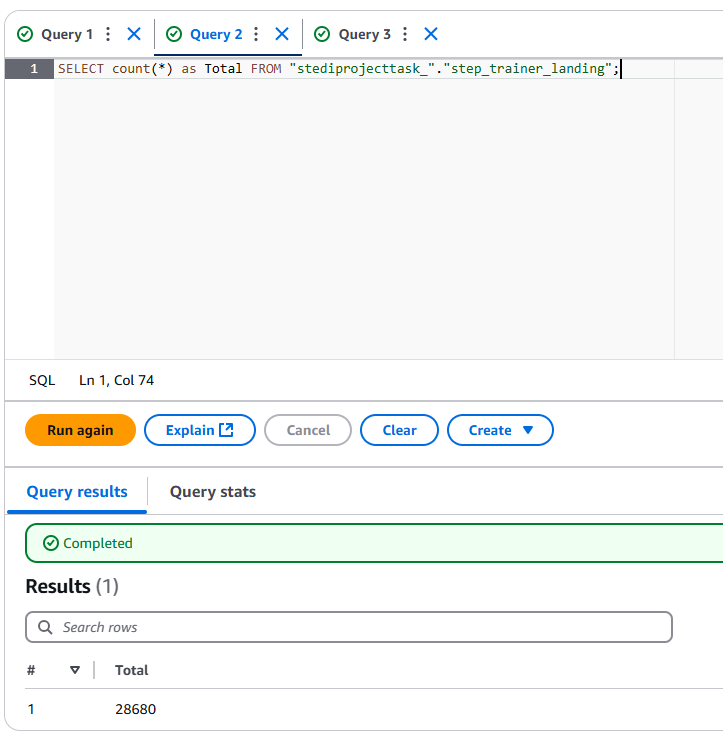 Query 1 Query 2 Query 3
1 SELECT count(*) as Total FROM "stediprojecttask_"."step_trainer_landing";
SQL Ln 1, Col 74
Run again Explain Cancel Clear Create
Query results Query stats
Completed
Results (1)
Search rows
# Total
1 28680